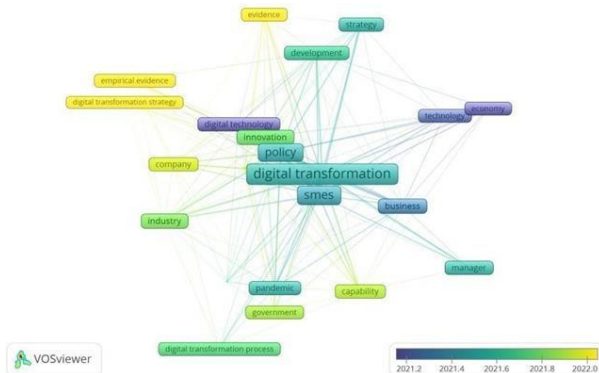 evidence
strategy
development
empirical evidence
digital transformation strategy
economy
technology
digital technology
innovation
policy
company
digital transformation
smes
business
industry
manager
pandemic
capability
government
digital transformation process
VOSviewer
2021.2 2021.4 2021.6 2021.8 2022.0